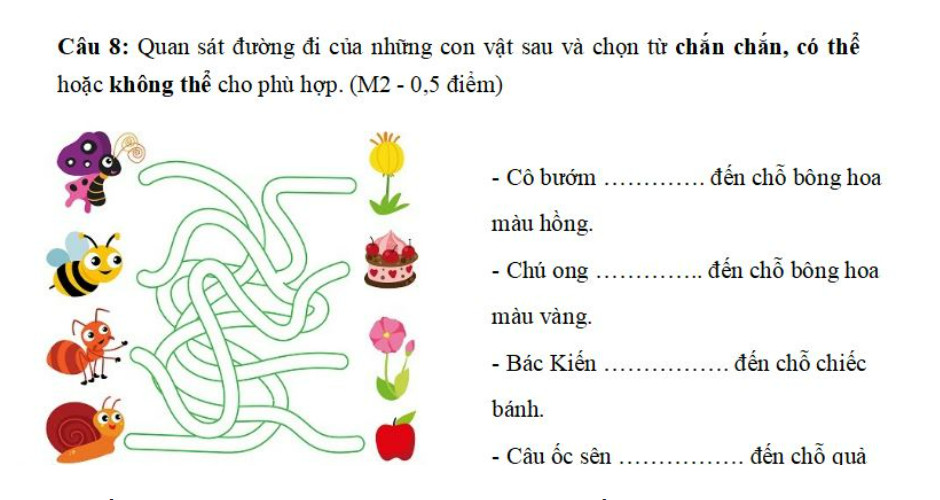 Câu 8: Quan sát đường đi của những con vật sau và chọn từ chắn chắn, có thể
hoặc không thể cho phù hợp. (M2 - 0,5 điểm)
- Cô bướm …………. đến chỗ bông hoa
màu hồng.
- Chú ong ………….. đến chỗ bông hoa
màu vàng.
- Bác Kiến ……………. đến chỗ chiếc
bánh.
- Câu ốc sên ……………. đến chỗ quả